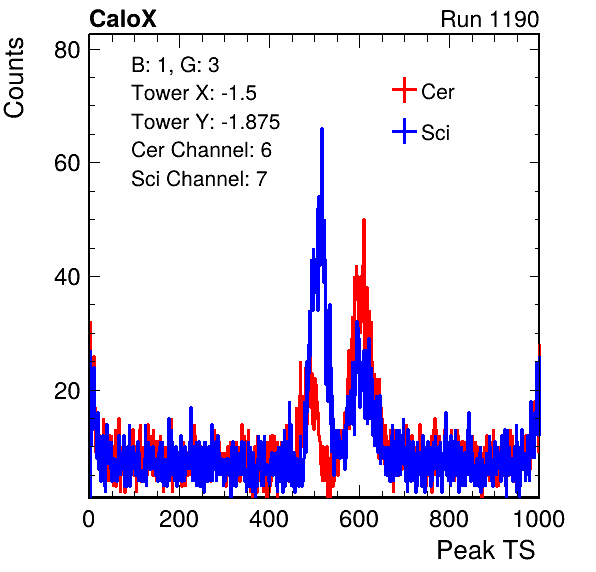 CaloX Run 1190
Counts
80
60
40
20
B: 1, G: 3
Tower X: -1.5
Tower Y: -1.875
Cer Channel: 6
Sci Channel: 7
Cer
Sci
0 200 400 600 800 1000
Peak TS